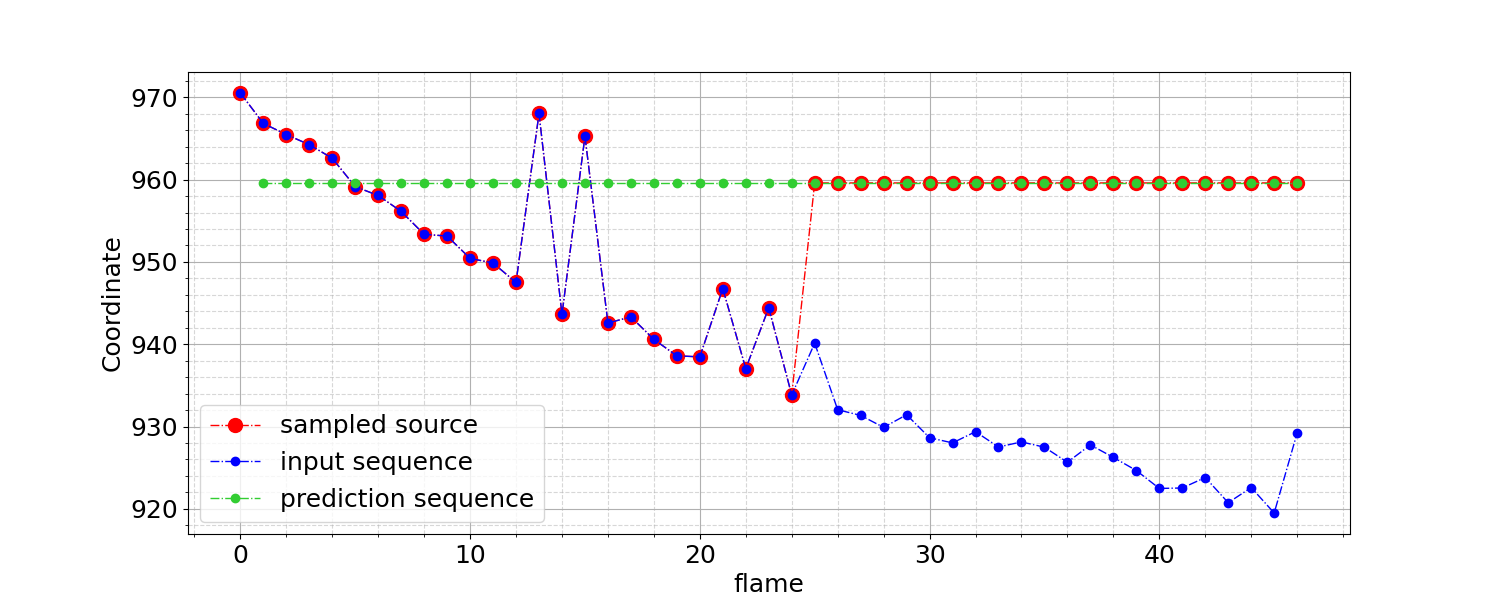 970
960
950
940
930
920
Coordinate
sampled source
input sequence
prediction sequence
0 10 20 30 40
flame